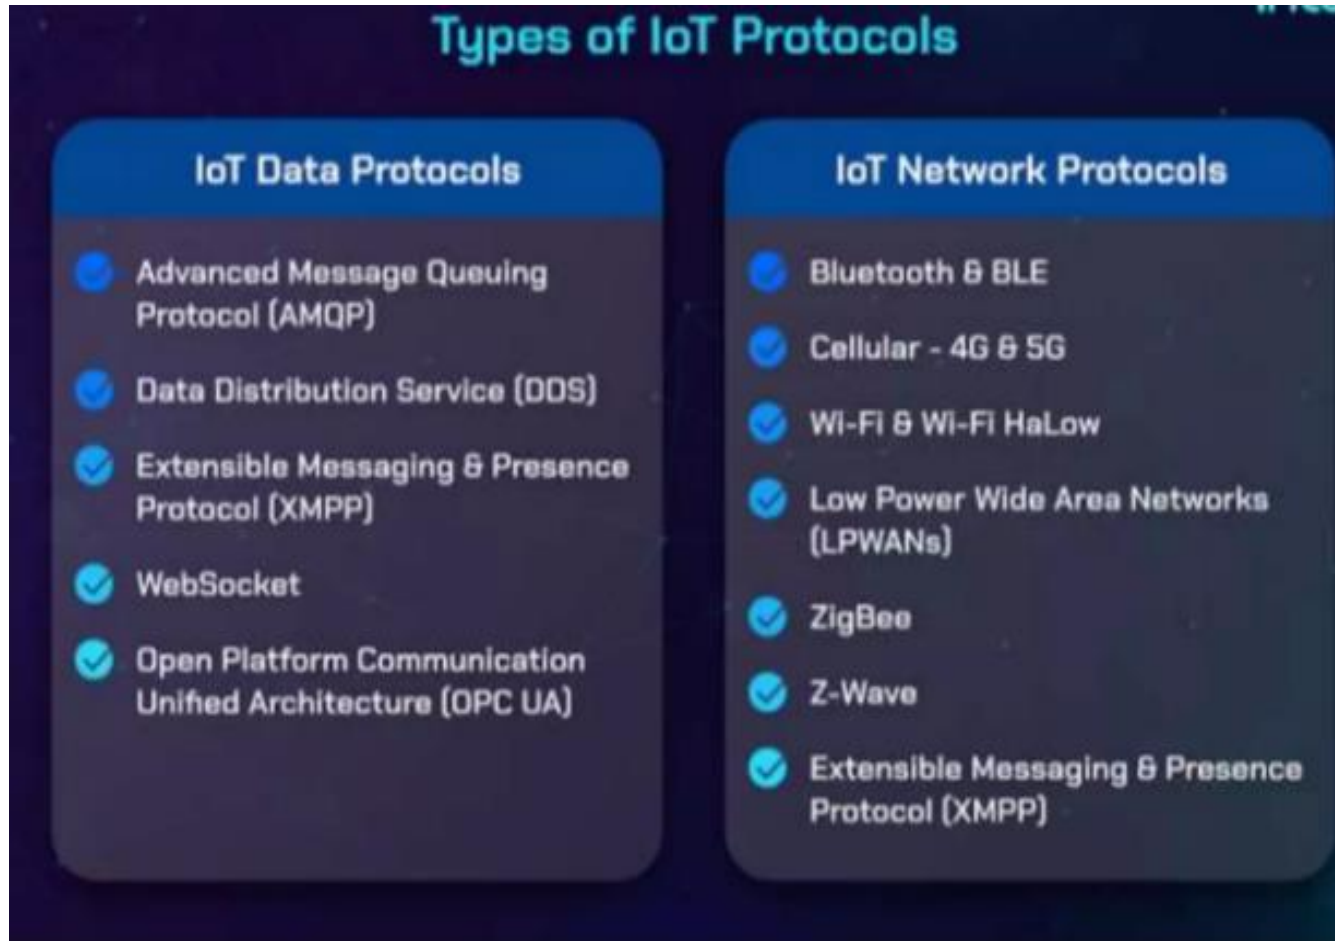 Types of IoT Protocols
IoT Data Protocols
Advanced Message Queuing
Protocol (AMQP)
Data Distribution Service (DDS)
Extensible Messaging & Presence
Protocol (XMPP)
WebSocket
Open Platform Communication
Unified Architecture (OPC UA)
IoT Network Protocols
Bluetooth & BLE
Cellular - 4G & 5G
Wi-Fi & Wi-Fi HaLow
Low Power Wide Area Networks
(LPWANs)
ZigBee
Z-Wave
Extensible Messaging & Presence
Protocol (XMPP)